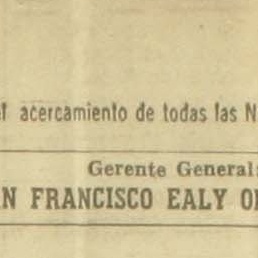 acercamiento de todas las N
Gerente General:
N FRANCISCO EALY O